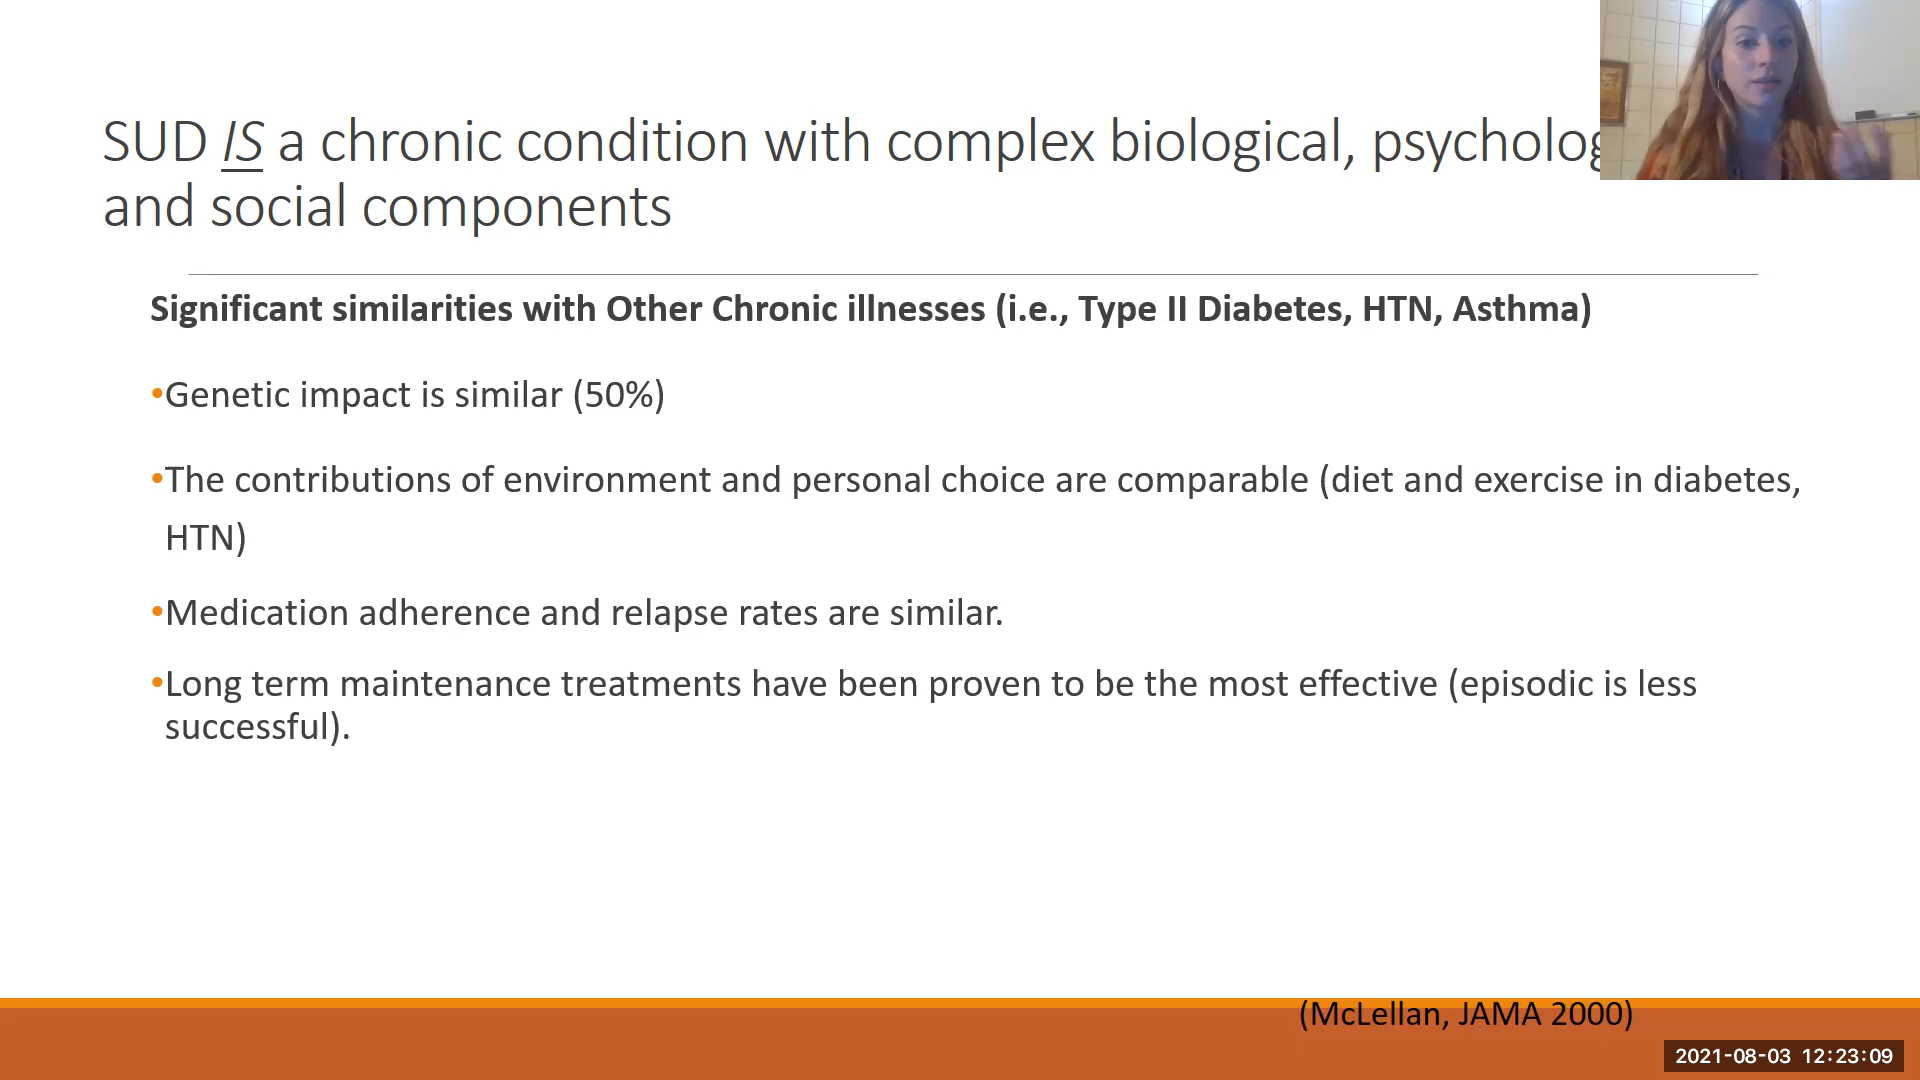 SUD IS a chronic condition with complex biological,
and social components
Significant similarities with Other Chronic illnesses (i.e., Type II Diabetes, HTN, Asthma)
•Genetic impact is similar (50%)
•The contributions of environment and personal choice are comparable (diet and exercise in diabetes,
HTN)
•Medication adherence and relapse rates are similar.
•Long term maintenance treatments have been proven to be the most effective (episodic is less
successful).
(McLellan, JAMA 2000)
2021-08-03 12:23:09